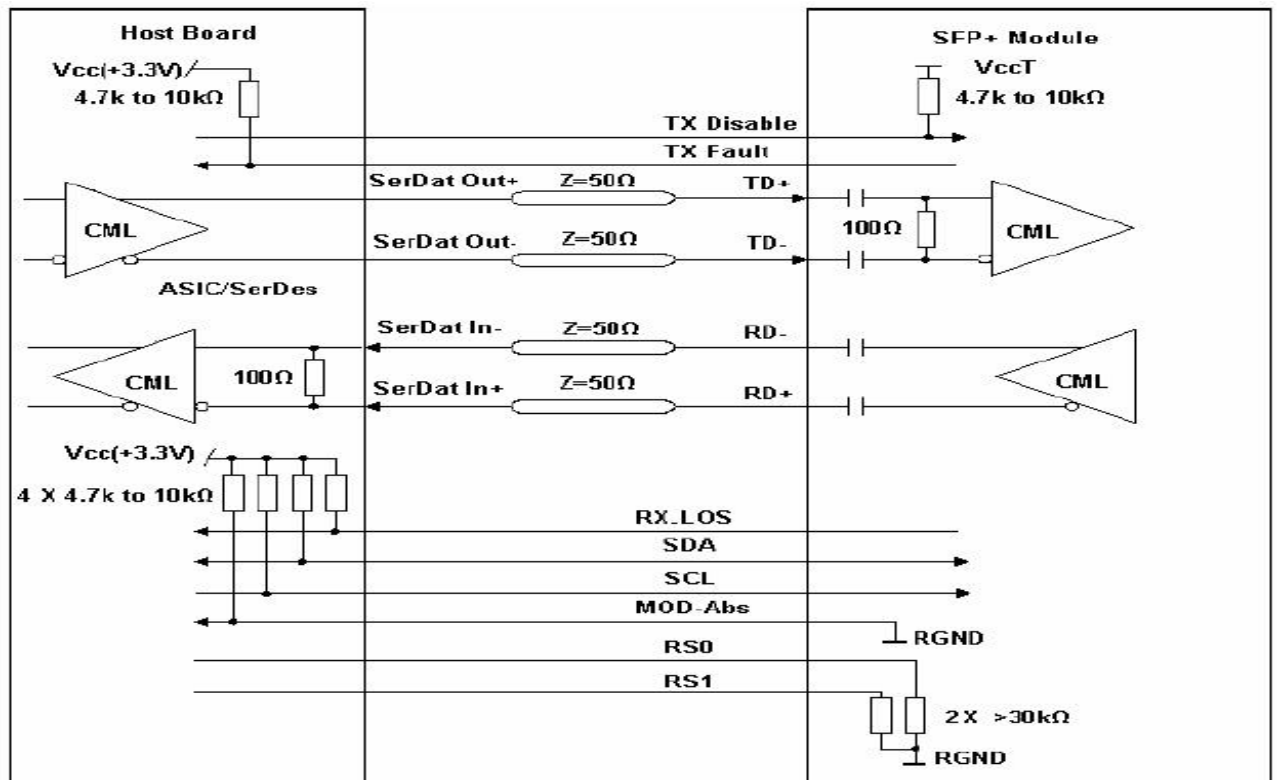 Host Board
SFP+ Module
Vcc(+3.3V)
VccT
4.7k to 10kΩ
4.7k to 10kΩ
TX Disable
TX Fault
SerDat Out+
Z=50Ω
TD+
CML
100Ω
CML
SerDat Out-
Z=50Ω
TD-
ASIC/SerDes
SerDat In-
Z=50Ω
RD-
CML
100Ω
SerDat In+
Z=50Ω
RD+
CML
Vcc(+3.3V)
4 X 4.7k to 10kΩ
RX_LOS
SDA
SCL
MOD-Abs
RGND
RS0
RS1
2X >30kΩ
RGND